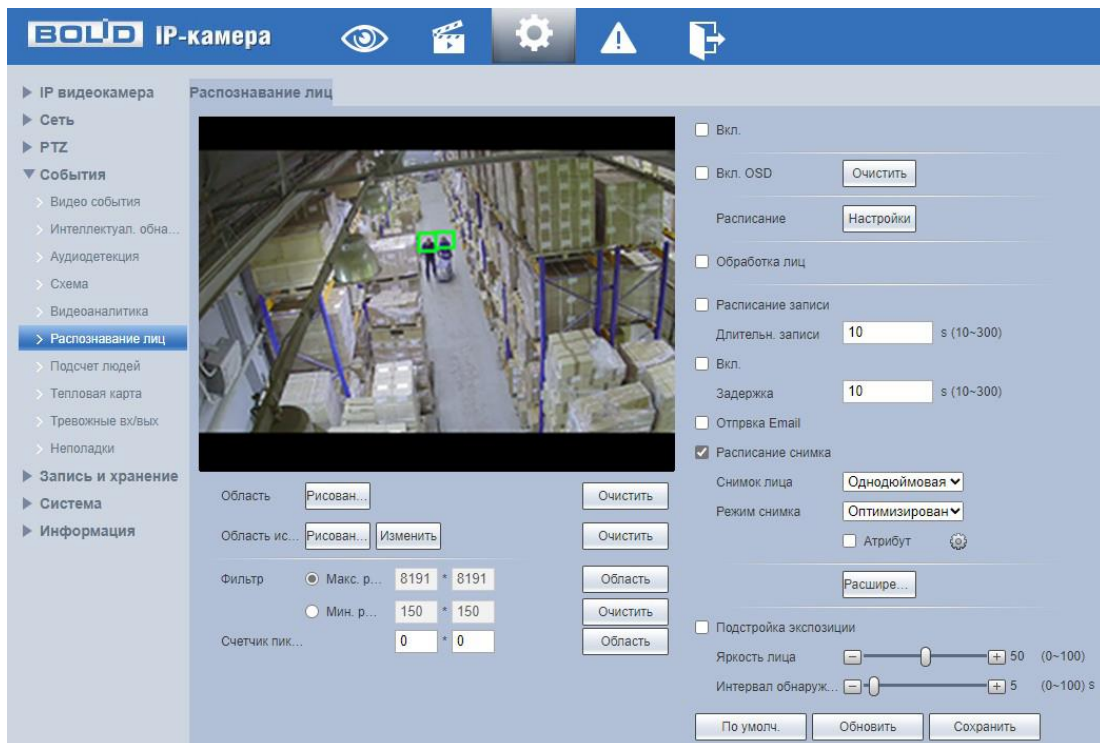 BOLID IP-камера
IP видеокамера
Сеть
PTZ
События
Видео события
Интеллектуал. обна...
Аудиодетекция
Схема
Видеоаналитика
Распознавание лиц
Подсчет людей
Тепловая карта
Тревожные вх/вых
Неполадки
Запись и хранение
Система
Информация
Распознавание лиц
Область Рисован... Очистить
Область ис... Рисован... Изменить Очистить
Фильтр Макс. р... 8191 * 8191 Область
Мин. р... 150 * 150 Очистить
Счетчик пик... 0 * 0 Область
Вкл.
Вкл. OSD Очистить
Расписание Настройки
Обработка лиц
Расписание записи
Длительн. записи 10 s (10~300)
Вкл.
Задержка 10 s (10~300)
Отпрвка Email
Расписание снимка
Снимок лица Однодюймовая
Режим снимка Оптимизирован
Атрибут
Расшире...
Подстройка экспозиции
Яркость лица 50 (0~100)
Интервал обнаруж... 5 (0~100) s
По умолч. Обновить Сохранить